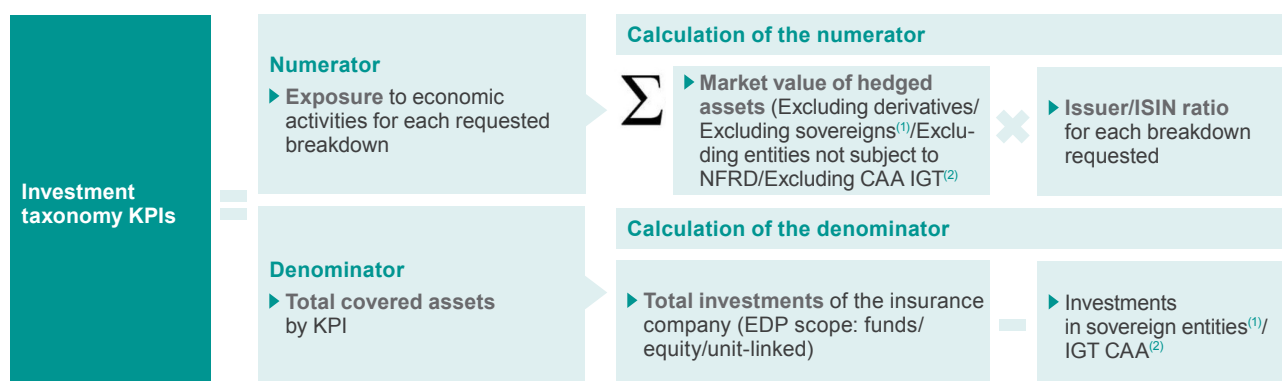 Investment
taxonomy KPIs
=
Numerator
Exposure to economic
activities for each requested
breakdown
Calculation of the numerator
Σ
Market value of hedged
assets (Excluding derivatives/
Excluding sovereigns(1)/Exclu-
ding entities not subject to
NFRD/Excluding CAA IGT(2)
×
Issuer/ISIN ratio
for each breakdown
requested
Denominator
Total covered assets
by KPI
Calculation of the denominator
Total investments of the insurance
company (EDP scope: funds/
equity/unit-linked)
–
Investments
in sovereign entities(1)/
IGT CAA(2)